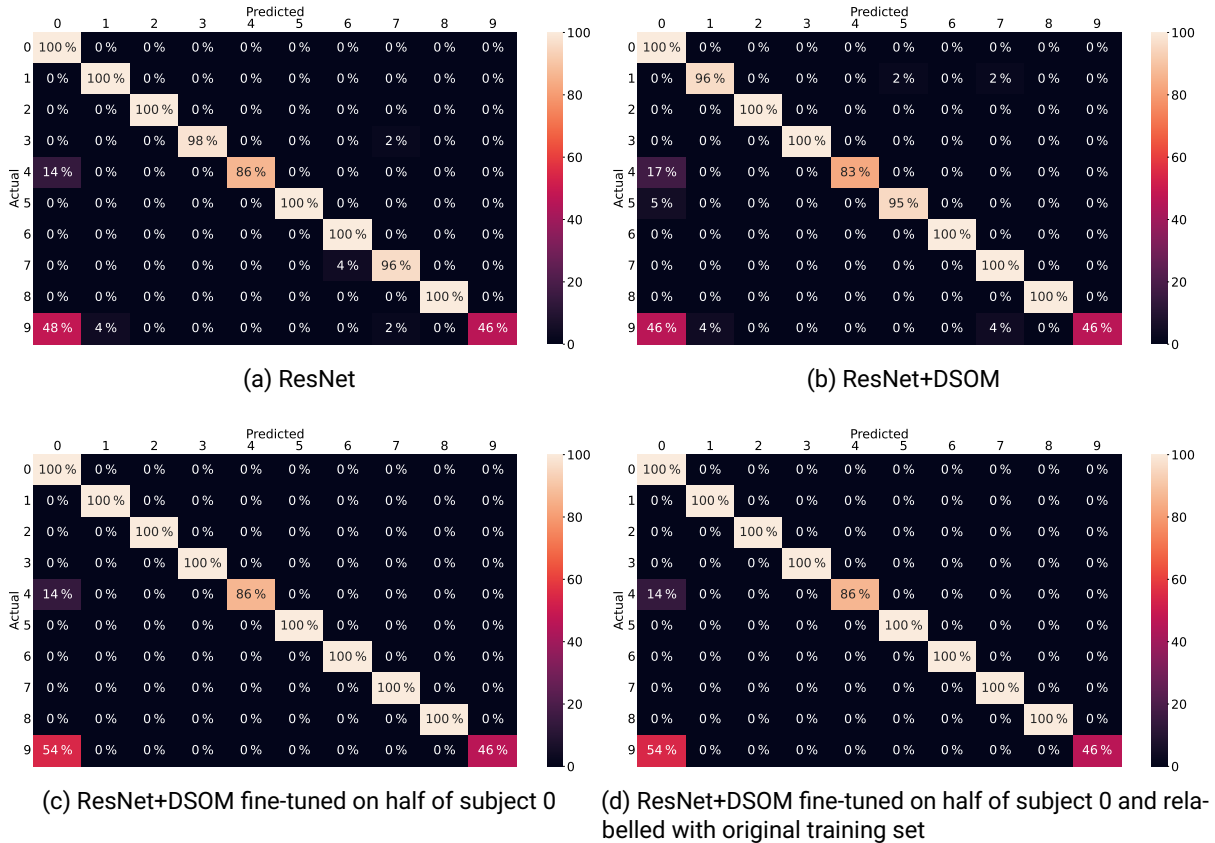 Predicted
0 1 2 3 4 5 6 7 8 9
Actual
0 100 % 0 % 0 % 0 % 0 % 0 % 0 % 0 % 0 % 0 %
1 0 % 100 % 0 % 0 % 0 % 0 % 0 % 0 % 0 % 0 %
2 0 % 0 % 100 % 0 % 0 % 0 % 0 % 0 % 0 % 0 %
3 0 % 0 % 0 % 98 % 0 % 0 % 0 % 2 % 0 % 0 %
4 14 % 0 % 0 % 0 % 86 % 0 % 0 % 0 % 0 % 0 %
5 0 % 0 % 0 % 0 % 0 % 100 % 0 % 0 % 0 % 0 %
6 0 % 0 % 0 % 0 % 0 % 0 % 100 % 0 % 0 % 0 %
7 0 % 0 % 0 % 0 % 0 % 0 % 4 % 96 % 0 % 0 %
8 0 % 0 % 0 % 0 % 0 % 0 % 0 % 0 % 100 % 0 %
9 48 % 4 % 0 % 0 % 0 % 0 % 0 % 2 % 0 % 46 %
100
80
60
40
20
0
(a) ResNet
Predicted
0 1 2 3 4 5 6 7 8 9
Actual
0 100 % 0 % 0 % 0 % 0 % 0 % 0 % 0 % 0 % 0 %
1 0 % 96 % 0 % 0 % 0 % 2 % 0 % 2 % 0 % 0 %
2 0 % 0 % 100 % 0 % 0 % 0 % 0 % 0 % 0 % 0 %
3 0 % 0 % 0 % 100 % 0 % 0 % 0 % 0 % 0 % 0 %
4 17 % 0 % 0 % 0 % 83 % 0 % 0 % 0 % 0 % 0 %
5 5 % 0 % 0 % 0 % 0 % 95 % 0 % 0 % 0 % 0 %
6 0 % 0 % 0 % 0 % 0 % 0 % 100 % 0 % 0 % 0 %
7 0 % 0 % 0 % 0 % 0 % 0 % 0 % 100 % 0 % 0 %
8 0 % 0 % 0 % 0 % 0 % 0 % 0 % 0 % 100 % 0 %
9 46 % 4 % 0 % 0 % 0 % 0 % 0 % 4 % 0 % 46 %
100
80
60
40
20
0
(b) ResNet+DSOM
Predicted
0 1 2 3 4 5 6 7 8 9
Actual
0 100 % 0 % 0 % 0 % 0 % 0 % 0 % 0 % 0 % 0 %
1 0 % 100 % 0 % 0 % 0 % 0 % 0 % 0 % 0 % 0 %
2 0 % 0 % 100 % 0 % 0 % 0 % 0 % 0 % 0 % 0 %
3 0 % 0 % 0 % 100 % 0 % 0 % 0 % 0 % 0 % 0 %
4 14 % 0 % 0 % 0 % 86 % 0 % 0 % 0 % 0 % 0 %
5 0 % 0 % 0 % 0 % 0 % 100 % 0 % 0 % 0 % 0 %
6 0 % 0 % 0 % 0 % 0 % 0 % 100 % 0 % 0 % 0 %
7 0 % 0 % 0 % 0 % 0 % 0 % 0 % 100 % 0 % 0 %
8 0 % 0 % 0 % 0 % 0 % 0 % 0 % 0 % 100 % 0 %
9 54 % 0 % 0 % 0 % 0 % 0 % 0 % 0 % 0 % 46 %
100
80
60
40
20
0
(c) ResNet+DSOM fine-tuned on half of subject 0
Predicted
0 1 2 3 4 5 6 7 8 9
Actual
0 100 % 0 % 0 % 0 % 0 % 0 % 0 % 0 % 0 % 0 %
1 0 % 100 % 0 % 0 % 0 % 0 % 0 % 0 % 0 % 0 %
2 0 % 0 % 100 % 0 % 0 % 0 % 0 % 0 % 0 % 0 %
3 0 % 0 % 0 % 100 % 0 % 0 % 0 % 0 % 0 % 0 %
4 14 % 0 % 0 % 0 % 86 % 0 % 0 % 0 % 0 % 0 %
5 0 % 0 % 0 % 0 % 0 % 100 % 0 % 0 % 0 % 0 %
6 0 % 0 % 0 % 0 % 0 % 0 % 100 % 0 % 0 % 0 %
7 0 % 0 % 0 % 0 % 0 % 0 % 0 % 100 % 0 % 0 %
8 0 % 0 % 0 % 0 % 0 % 0 % 0 % 0 % 100 % 0 %
9 54 % 0 % 0 % 0 % 0 % 0 % 0 % 0 % 0 % 46 %
100
80
60
40
20
0
(d) ResNet+DSOM fine-tuned on half of subject 0 and rela-
belled with original training set